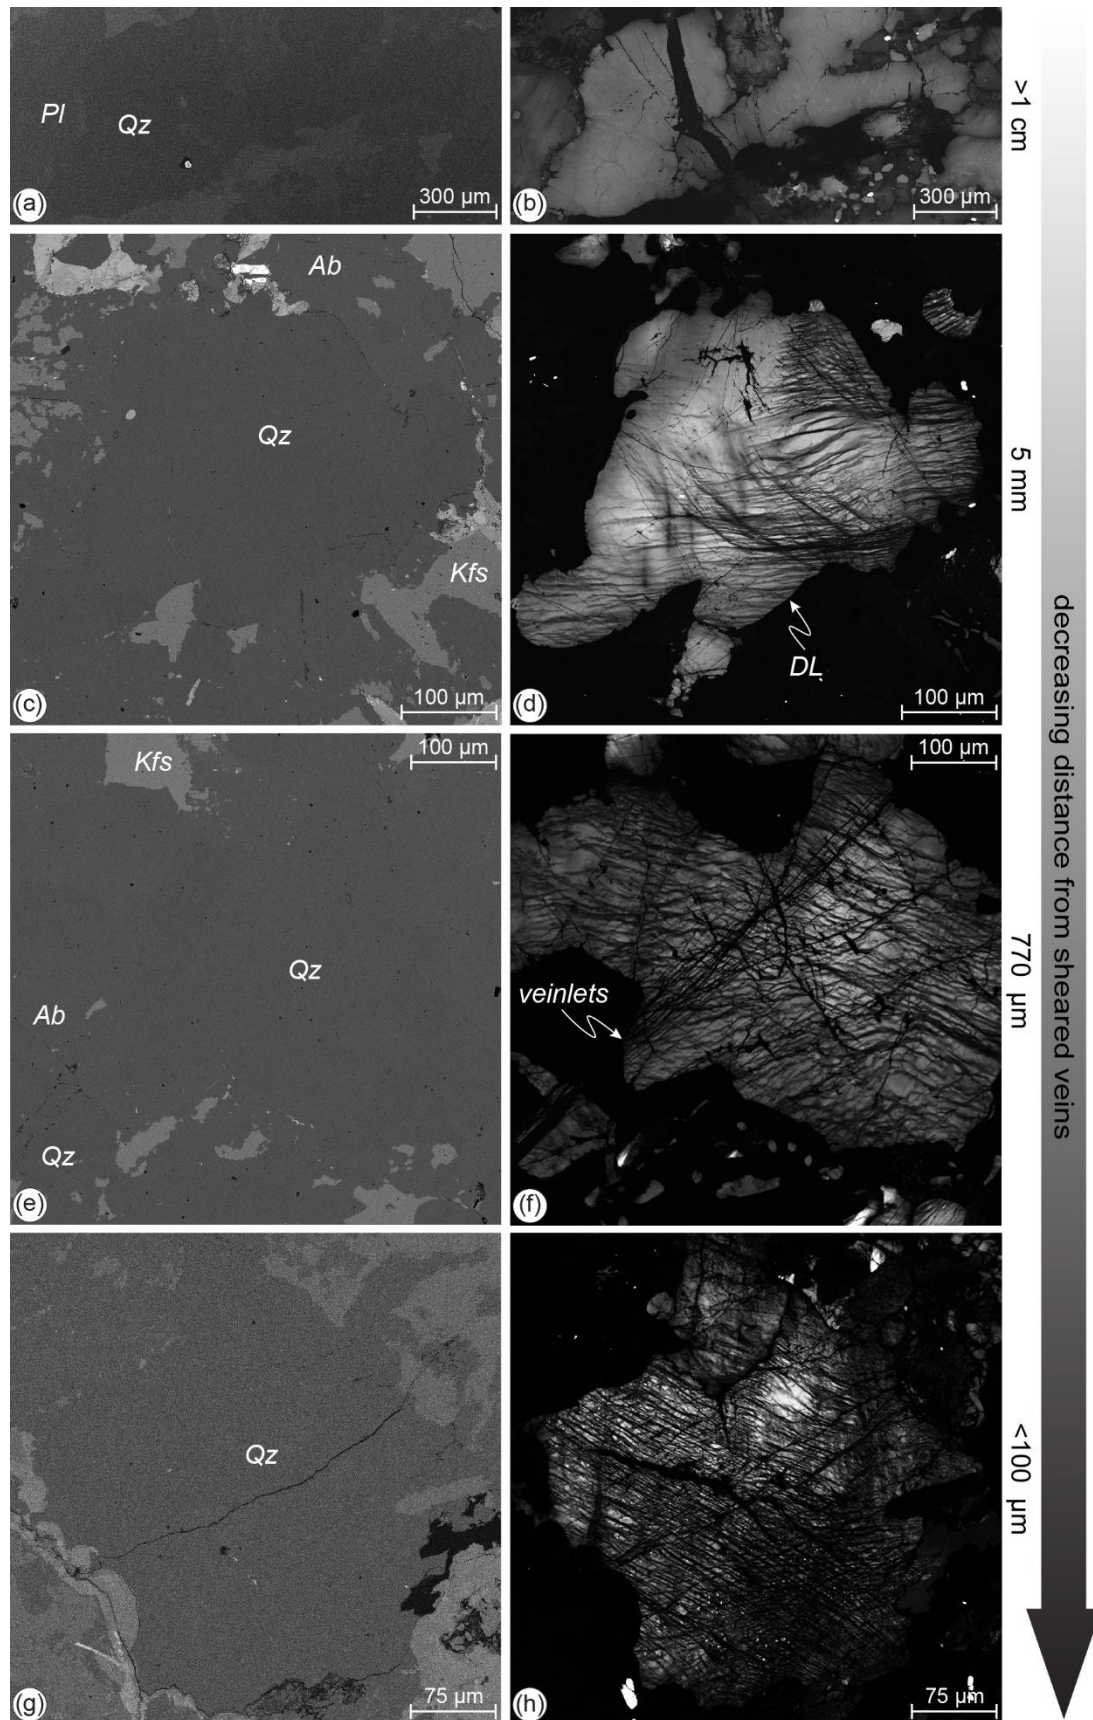 Pl
Qz
(a)
300 µm
(b)
300 µm
>1 cm
Ab
Qz
Kfs
(c)
100 µm
DL
(d)
100 µm
5 mm
Kfs
100 µm
Qz
Ab
Qz
(e)
100 µm
veinlets
(f)
770 µm
Qz
(g)
75 µm
(h)
75 µm
<100 µm
decreasing distance from sheared veins